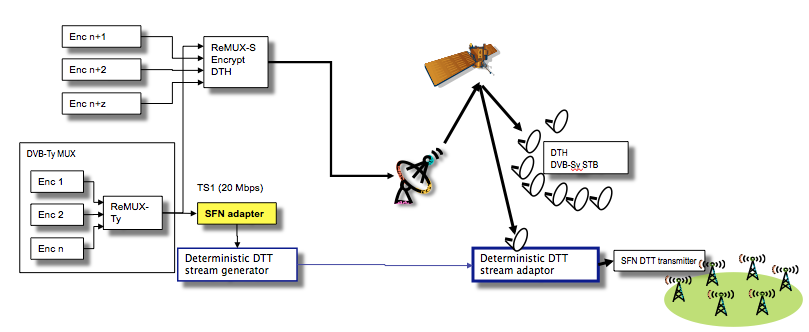 Enc n+1
Enc n+2
Enc n+z
ReMUX-S
Encrypt
DTH
DVB-Ty MUX
Enc 1
Enc 2
Enc n
ReMUX-
Ty
TS1 (20 Mbps)
SFN adapter
Deterministic DTT
stream generator
DTH
DVB-Sy STB
Deterministic DTT
stream adaptor
SFN DTT transmitter